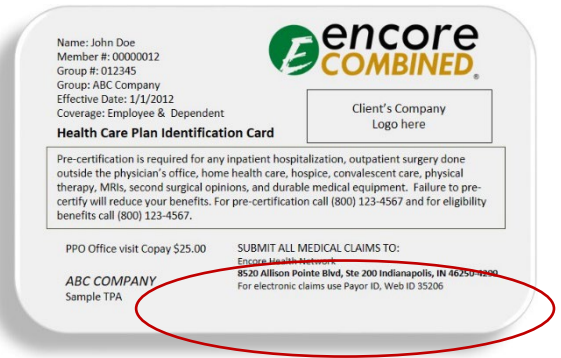 Name: John Doe
Member #: 00000012
Group #: 012345
Group: ABC Company
Effective Date: 1/1/2012
Coverage: Employee & Dependent
Health Care Plan Identification Card
encore
COMBINED®
Client's Company
Logo here
Pre-certification is required for any inpatient hospitalization, outpatient surgery done
outside the physician's office, home health care, hospice, convalescent care, physical
therapy, MRIs, second surgical opinions, and durable medical equipment. Failure to pre-
certify will reduce your benefits. For pre-certification call (800) 123-4567 and for eligibility
benefits call (800) 123-4567.
PPO Office visit Copay $25.00
ABC COMPANY
Sample TPA
SUBMIT ALL MEDICAL CLAIMS TO:
Encore Health Network
8520 Allison Pointe Blvd, Ste 200 Indianapolis, IN 46250-4299
For electronic claims use Payor ID, Web ID 35206